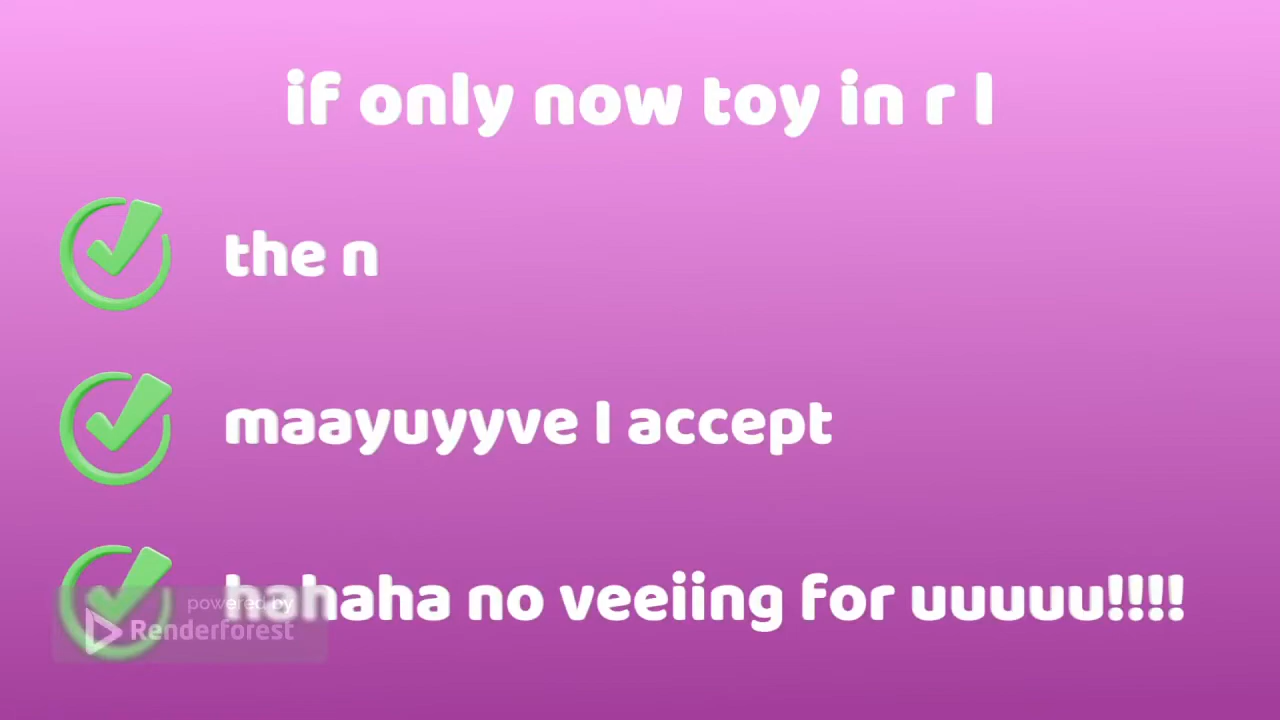 if only now toy in r l
the n
maayuyyve I accept
hahaha no veeiing for uuuuu!!!!
powered by
Renderforest